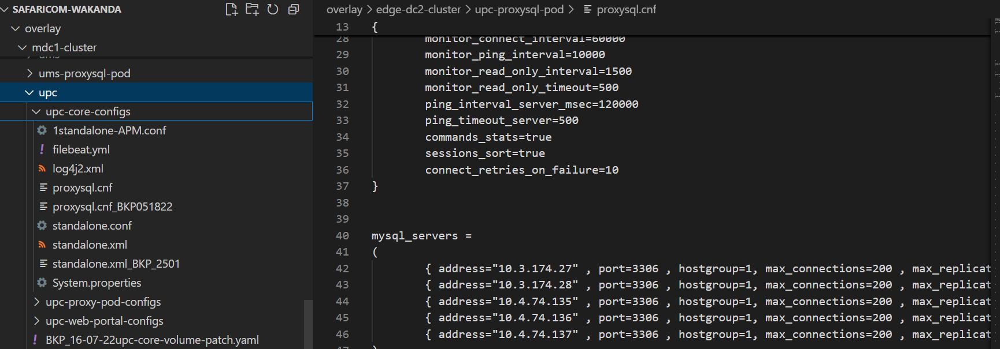 SAFARICOM-WAKANDA
overlay
mdc1-cluster
ums
ums-proxysql-pod
upc
upc-core-configs
1standalone-APM.conf
filebeat.yml
log4j2.xml
proxysql.cnf
proxysql.cnf_BKP051822
standalone.conf
standalone.xml
standalone.xml_BKP_2501
System.properties
upc-proxy-pod-configs
upc-web-portal-configs
BKP_16-07-22upc-core-volume-patch.yaml
overlay > edge-dc2-cluster > upc-proxysql-pod > proxysql.cnf
13 {
28 monitor_connect_interval=60000
29 monitor_ping_interval=10000
30 monitor_read_only_interval=1500
31 monitor_read_only_timeout=500
32 ping_interval_server_msec=120000
33 ping_timeout_server=500
34 commands_stats=true
35 sessions_sort=true
36 connect_retries_on_failure=10
37 }
38
39
40 mysql_servers =
41 (
42 { address="10.3.174.27" , port=3306 , hostgroup=1, max_connections=200 , max_replicat
43 { address="10.3.174.28" , port=3306 , hostgroup=1, max_connections=200 , max_replicat
44 { address="10.4.74.135" , port=3306 , hostgroup=1, max_connections=200 , max_replicat
45 { address="10.4.74.136" , port=3306 , hostgroup=1, max_connections=200 , max_replicat
46 { address="10.4.74.137" , port=3306 , hostgroup=1, max_connections=200 , max_replicat